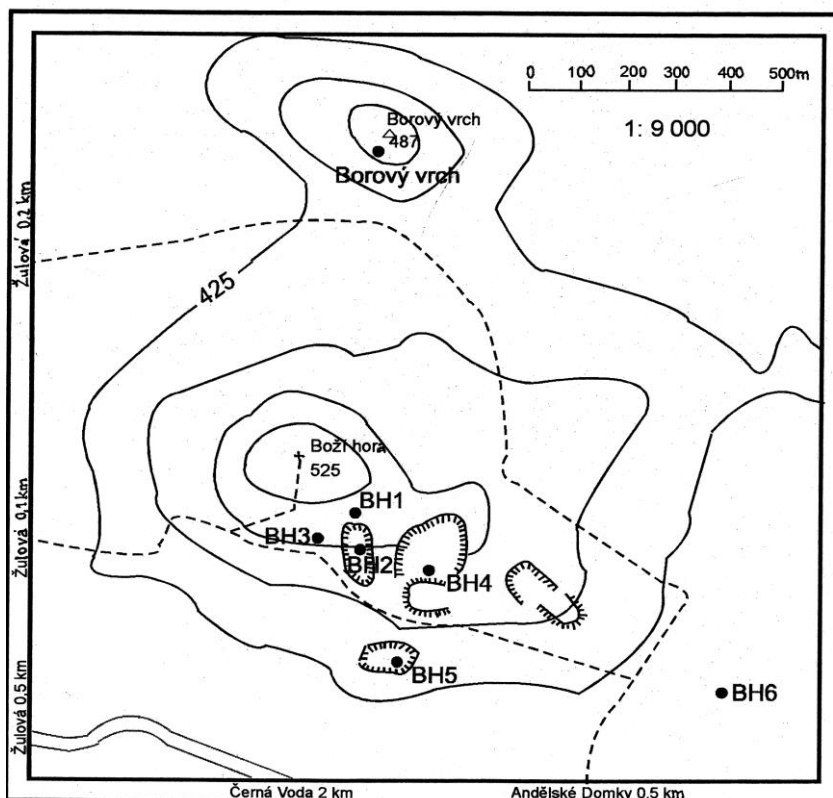 0 100 200 300 400 500m
1: 9 000
Borový vrch
487
Borový vrch
Žulová 0,2 km
425
Boží hora
525
BH1
BH3
BH2
BH4
BH5
BH6
Žulová 0,1 km
Žulová 0,5 km
Černá Voda 2 km
Andělské Domky 0,5 km